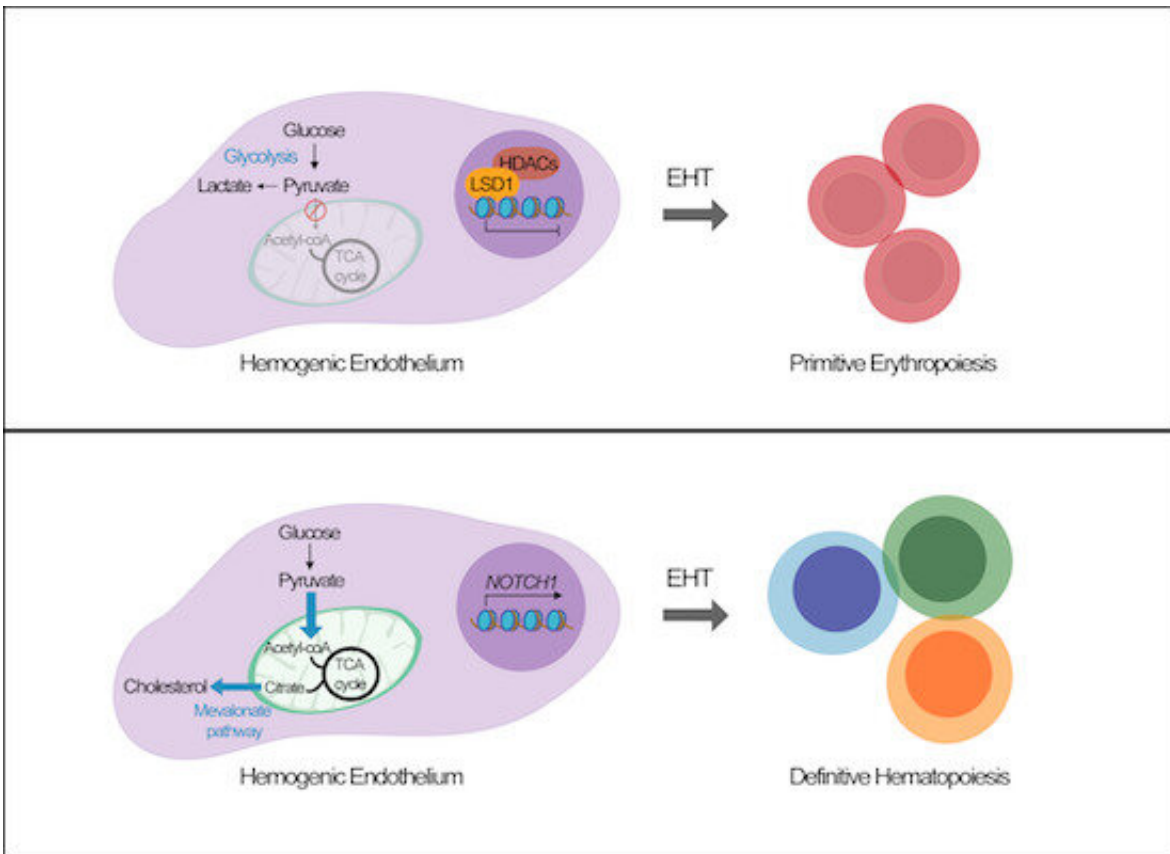 Glucose
Glycolysis
Lactate Pyruvate
Acetyl-coA
TCA
cycle
HDACs
LSD1
EHT
Hemogenic Endothelium
Primitive Erythropoiesis
Glucose
Pyruvate
Acetyl-coA
TCA
cycle
Citrate
Cholesterol
Mevalonate
pathway
NOTCH1
EHT
Hemogenic Endothelium
Definitive Hematopoiesis